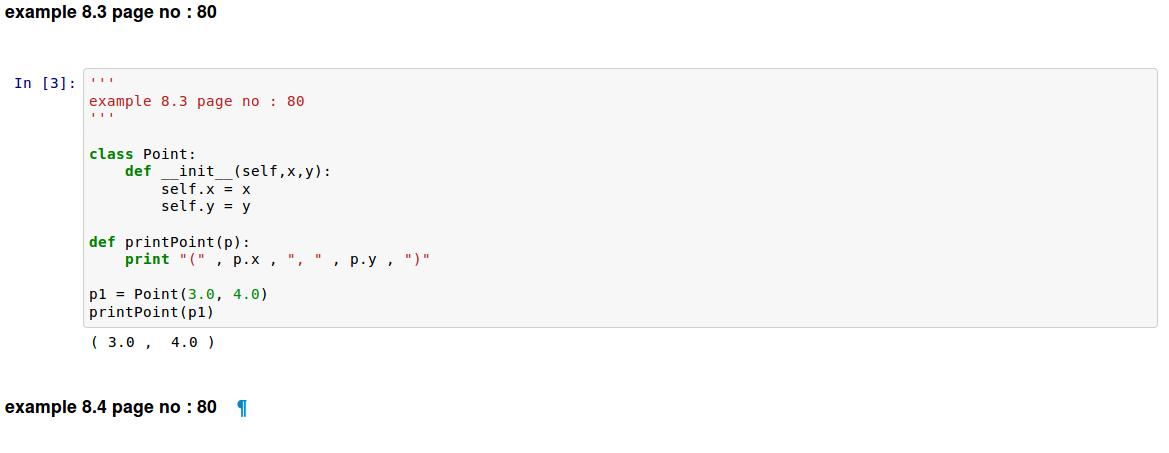 example 8.3 page no : 80
In [3]: '''
example 8.3 page no : 80
'''
class Point:
    def __init__(self,x,y):
        self.x = x
        self.y = y
def printPoint(p):
    print "(" , p.x , ", " , p.y , ")"
p1 = Point(3.0, 4.0)
printPoint(p1)
( 3.0 ,  4.0 )
example 8.4 page no : 80 ¶